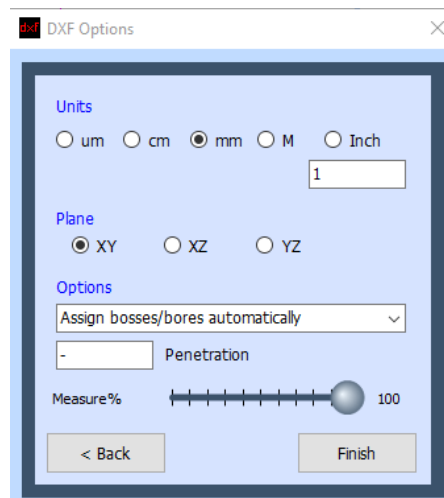 dxf DXF Options
Units
um cm mm M Inch
1
Plane
XY XZ YZ
Options
Assign bosses/bores automatically
- Penetration
Measure% 100
< Back Finish